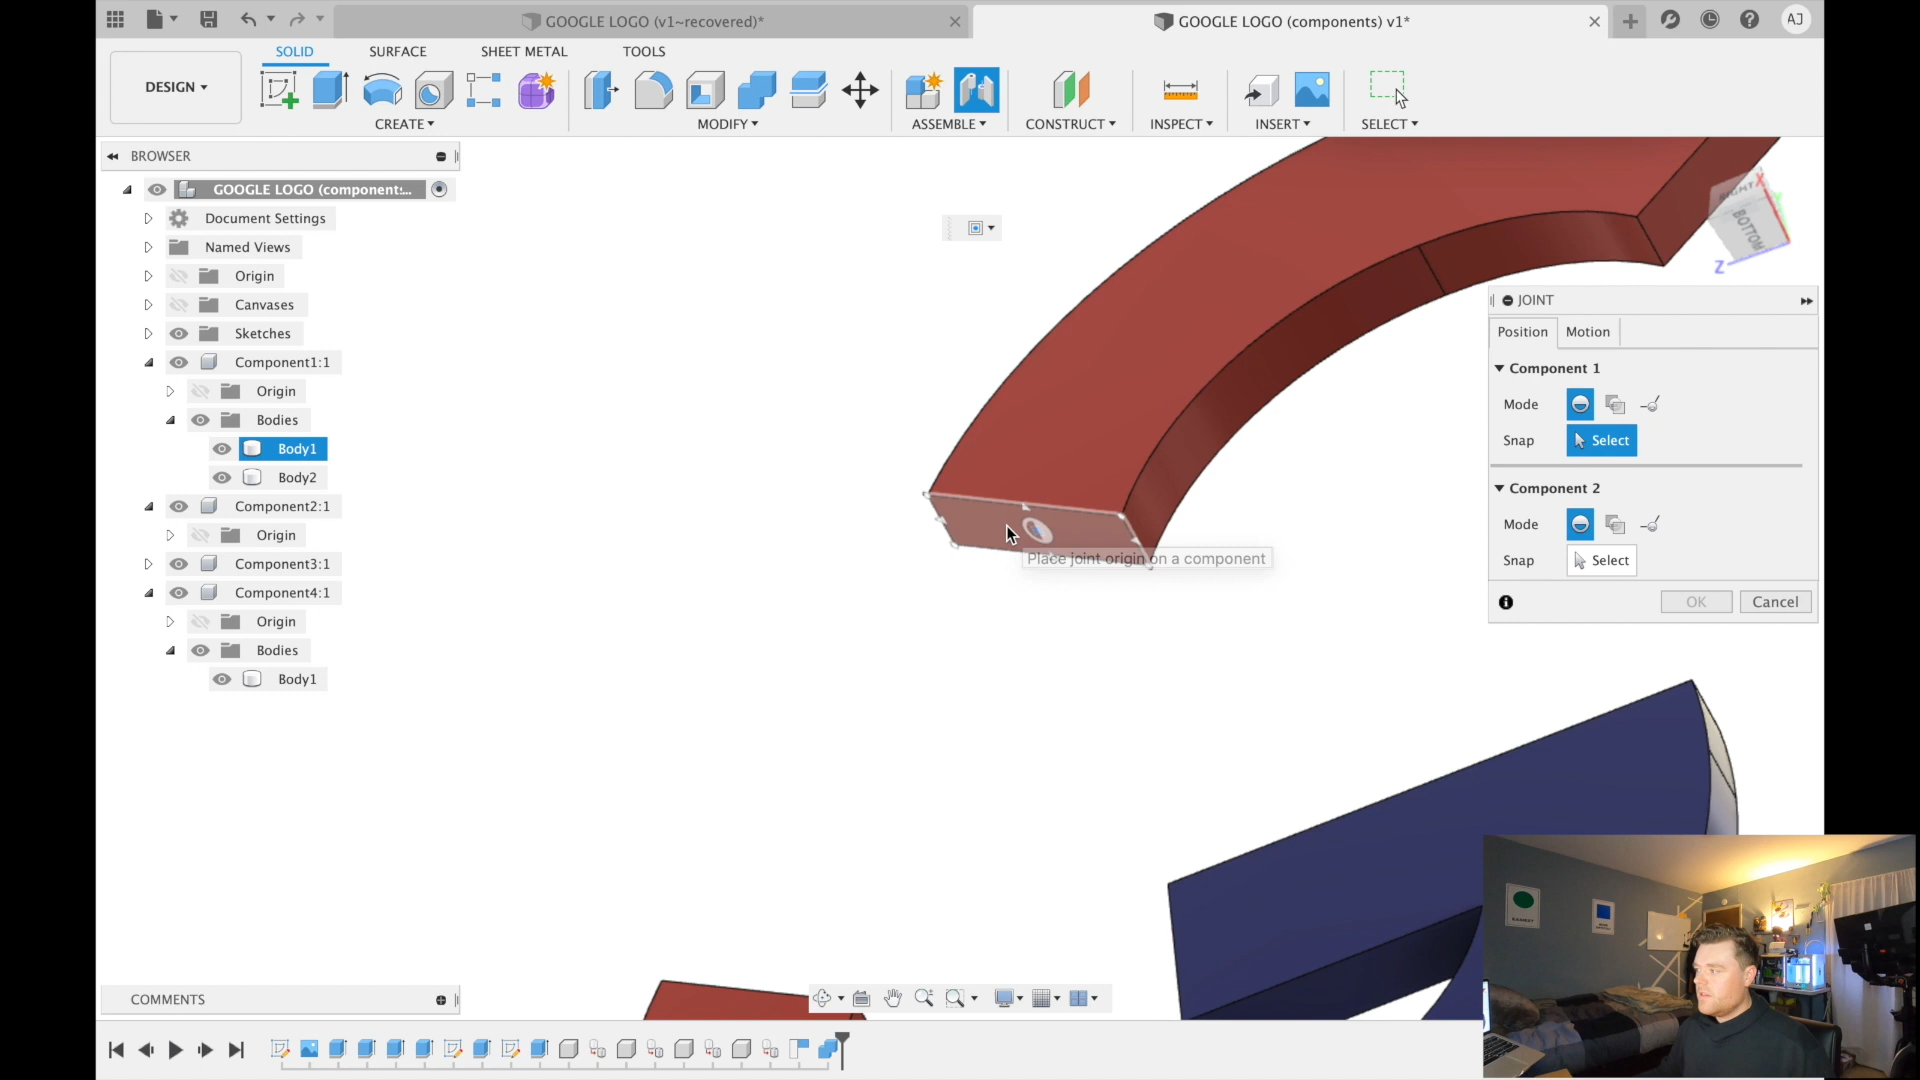 GOOGLE LOGO (v1~recovered)*
GOOGLE LOGO (components) v1*
AJ
SOLID
SURFACE
SHEET METAL
TOOLS
DESIGN
CREATE
MODIFY
ASSEMBLE
CONSTRUCT
INSPECT
INSERT
SELECT
BROWSER
GOOGLE LOGO (component:...
Document Settings
Named Views
Origin
Canvases
Sketches
Component1:1
Origin
Bodies
Body1
Body2
Component2:1
Origin
Component3:1
Component4:1
Origin
Bodies
Body1
RIGHT
X
BOTTOM
Z
Place joint origin on a component
JOINT
Position
Motion
Component 1
Mode
Snap
Select
Component 2
Mode
Snap
Select
OK
Cancel
COMMENTS